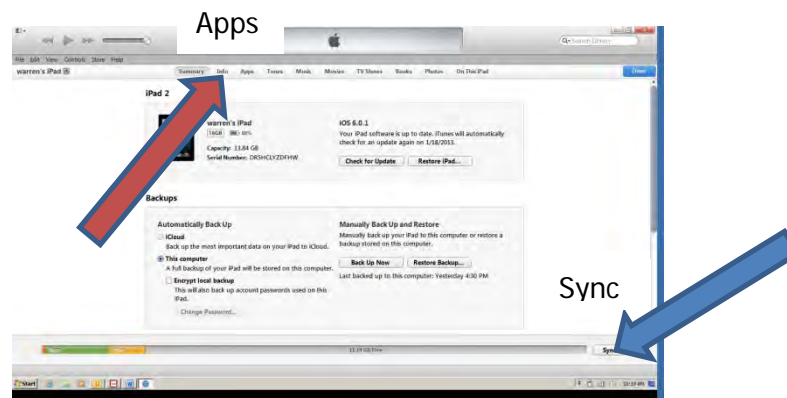 Apps
Search Library
File Edit View Controls Store Help
warren's iPad
Summary Info Apps Tones Music Movies TV Shows Books Photos On This iPad
Done
iPad 2
warren's iPad
16GB
Capacity: 13.84 GB
Serial Number:
iOS 6.0.1
Your iPad software is up to date. iTunes will automatically
check for an update again on 1/18/2013.
Check for Update Restore iPad...
Backups
Automatically Back Up
iCloud
Back up the most important data on your iPad to iCloud.
This computer
A full backup of your iPad will be stored on this computer.
Encrypt local backup
This will also back up account passwords used on this
iPad.
Change Password...
Manually Back Up and Restore
Manually back up your iPad to this computer or restore a
backup stored on this computer.
Back Up Now Restore Backup...
Last backed up to this computer: Yesterday 4:30 PM
Sync
Sync
Start